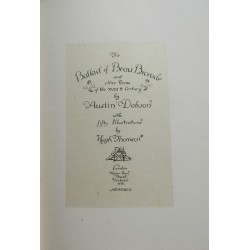 The
Ballad of Beau Brocade
and
other Poems
of the XVIIIth Century
by
Austin Dobson
with
Fifty Illustrations
by
Hugh Thomson
London